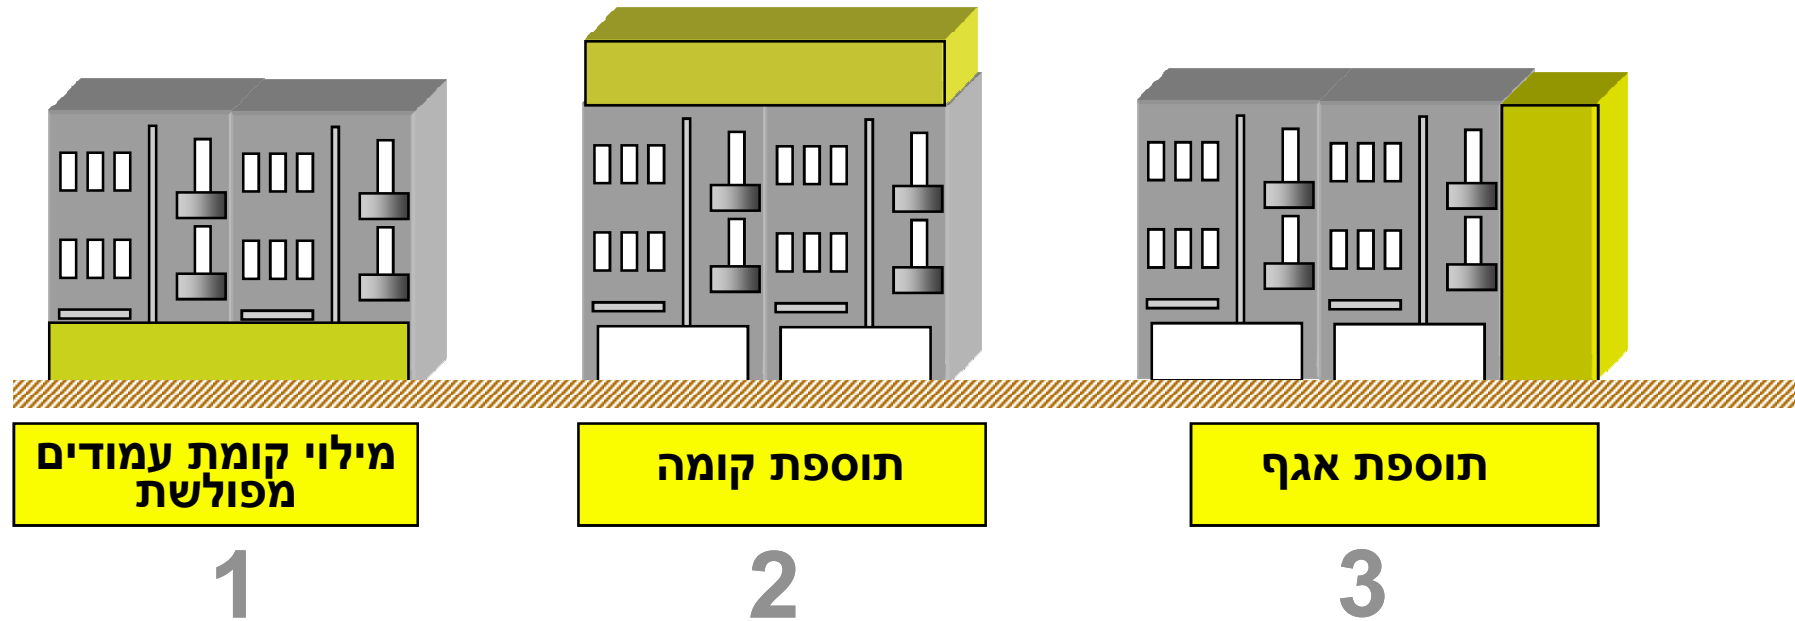 מילוי קומת עמודים
מפולשת
תוספת קומה
תוספת אגף
1
2
3